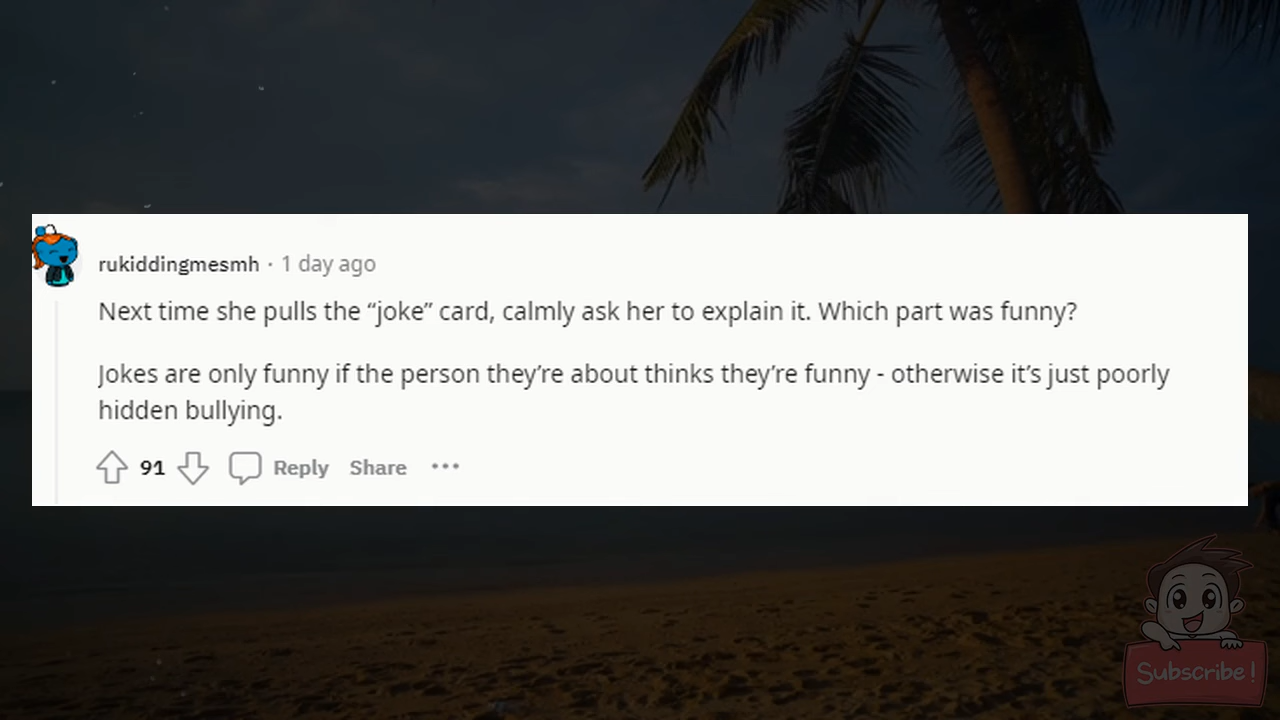 rukiddingmesmh · 1 day ago
Next time she pulls the “joke” card, calmly ask her to explain it. Which part was funny?
Jokes are only funny if the person they’re about thinks they’re funny - otherwise it’s just poorly
hidden bullying.
91 Reply Share ···
Subscribe!